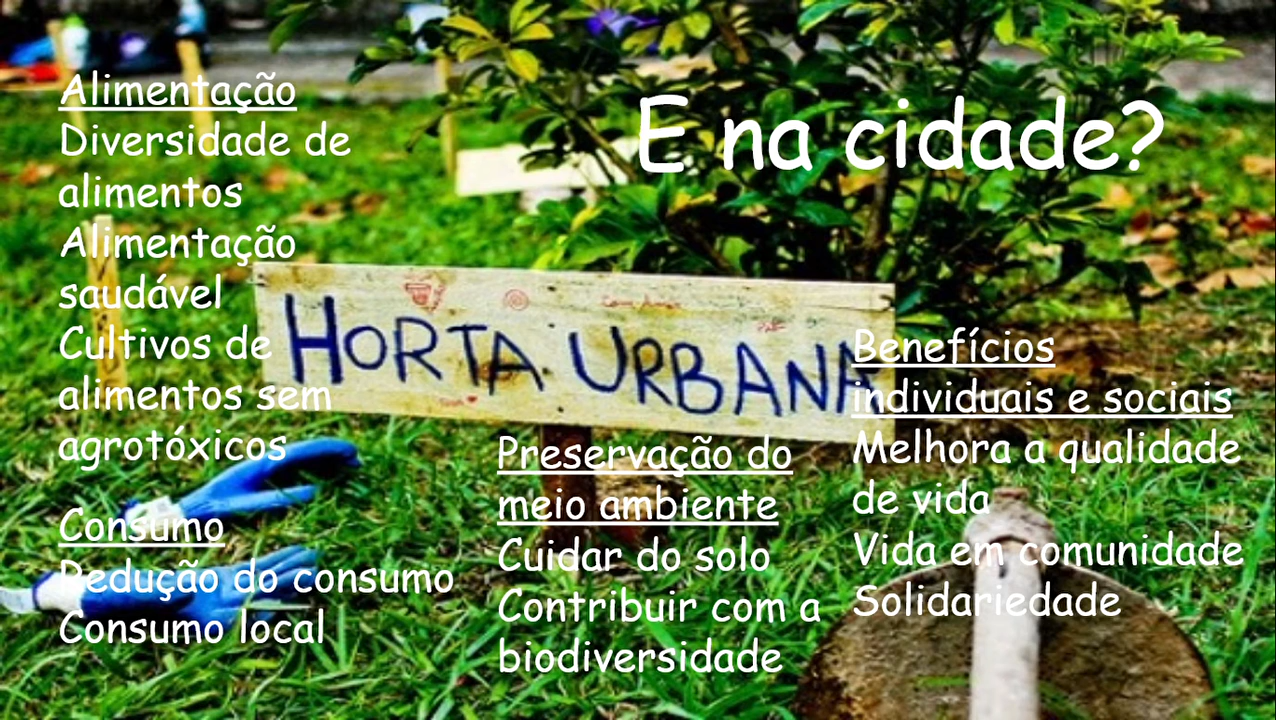 Alimentação
Diversidade de
alimentos
Alimentação
saudável
Cultivos de
alimentos sem
agrotóxicos
Consumo
Dedução do consumo
Consumo local
E na cidade?
HORTA URBANA
Preservação do
meio ambiente
Cuidar do solo
Contribuir com a
biodiversidade
Benefícios
individuais e sociais
Melhora a qualidade
de vida
Vida em comunidade
Solidariedade